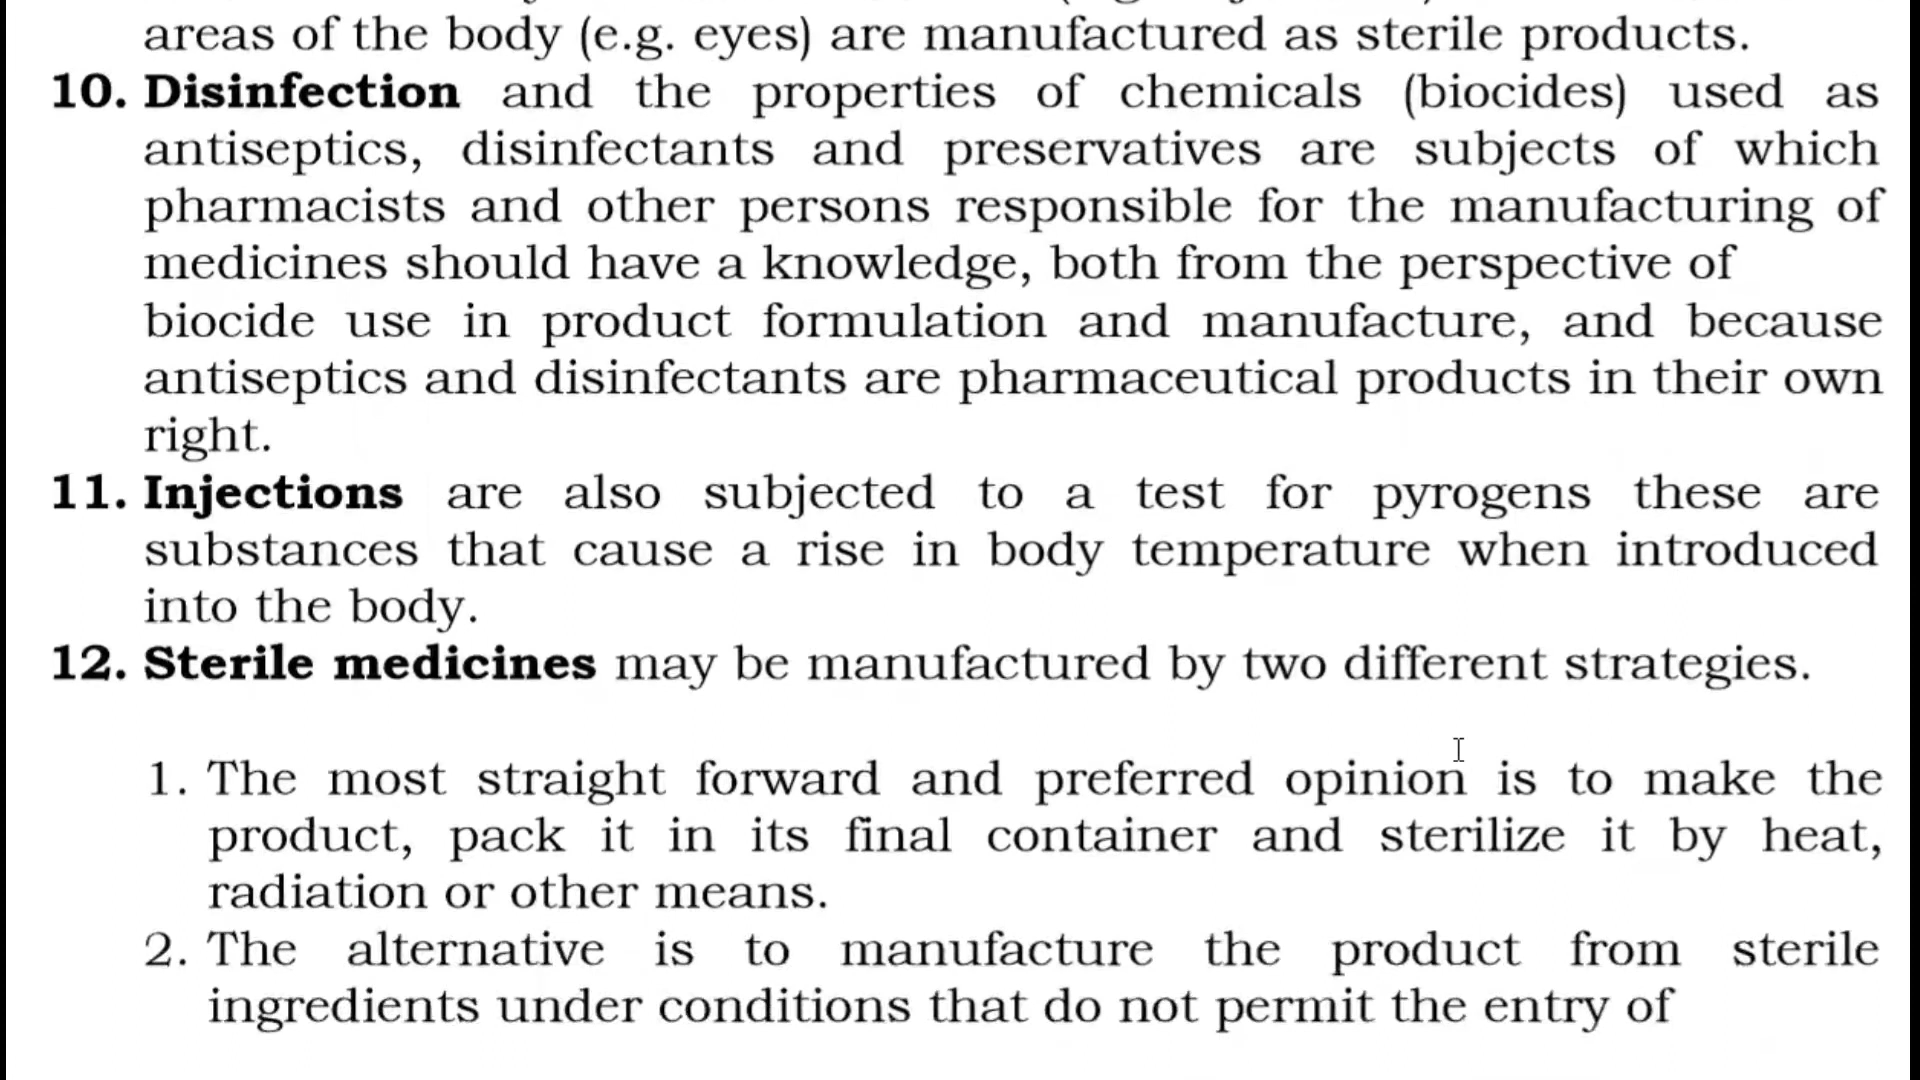 areas of the body (e.g. eyes) are manufactured as sterile products.
10. Disinfection and the properties of chemicals (biocides) used as
antiseptics, disinfectants and preservatives are subjects of which
pharmacists and other persons responsible for the manufacturing of
medicines should have a knowledge, both from the perspective of
biocide use in product formulation and manufacture, and because
antiseptics and disinfectants are pharmaceutical products in their own
right.
11. Injections are also subjected to a test for pyrogens these are
substances that cause a rise in body temperature when introduced
into the body.
12. Sterile medicines may be manufactured by two different strategies.
1. The most straight forward and preferred opinion is to make the
product, pack it in its final container and sterilize it by heat,
radiation or other means.
2. The alternative is to manufacture the product from sterile
ingredients under conditions that do not permit the entry of